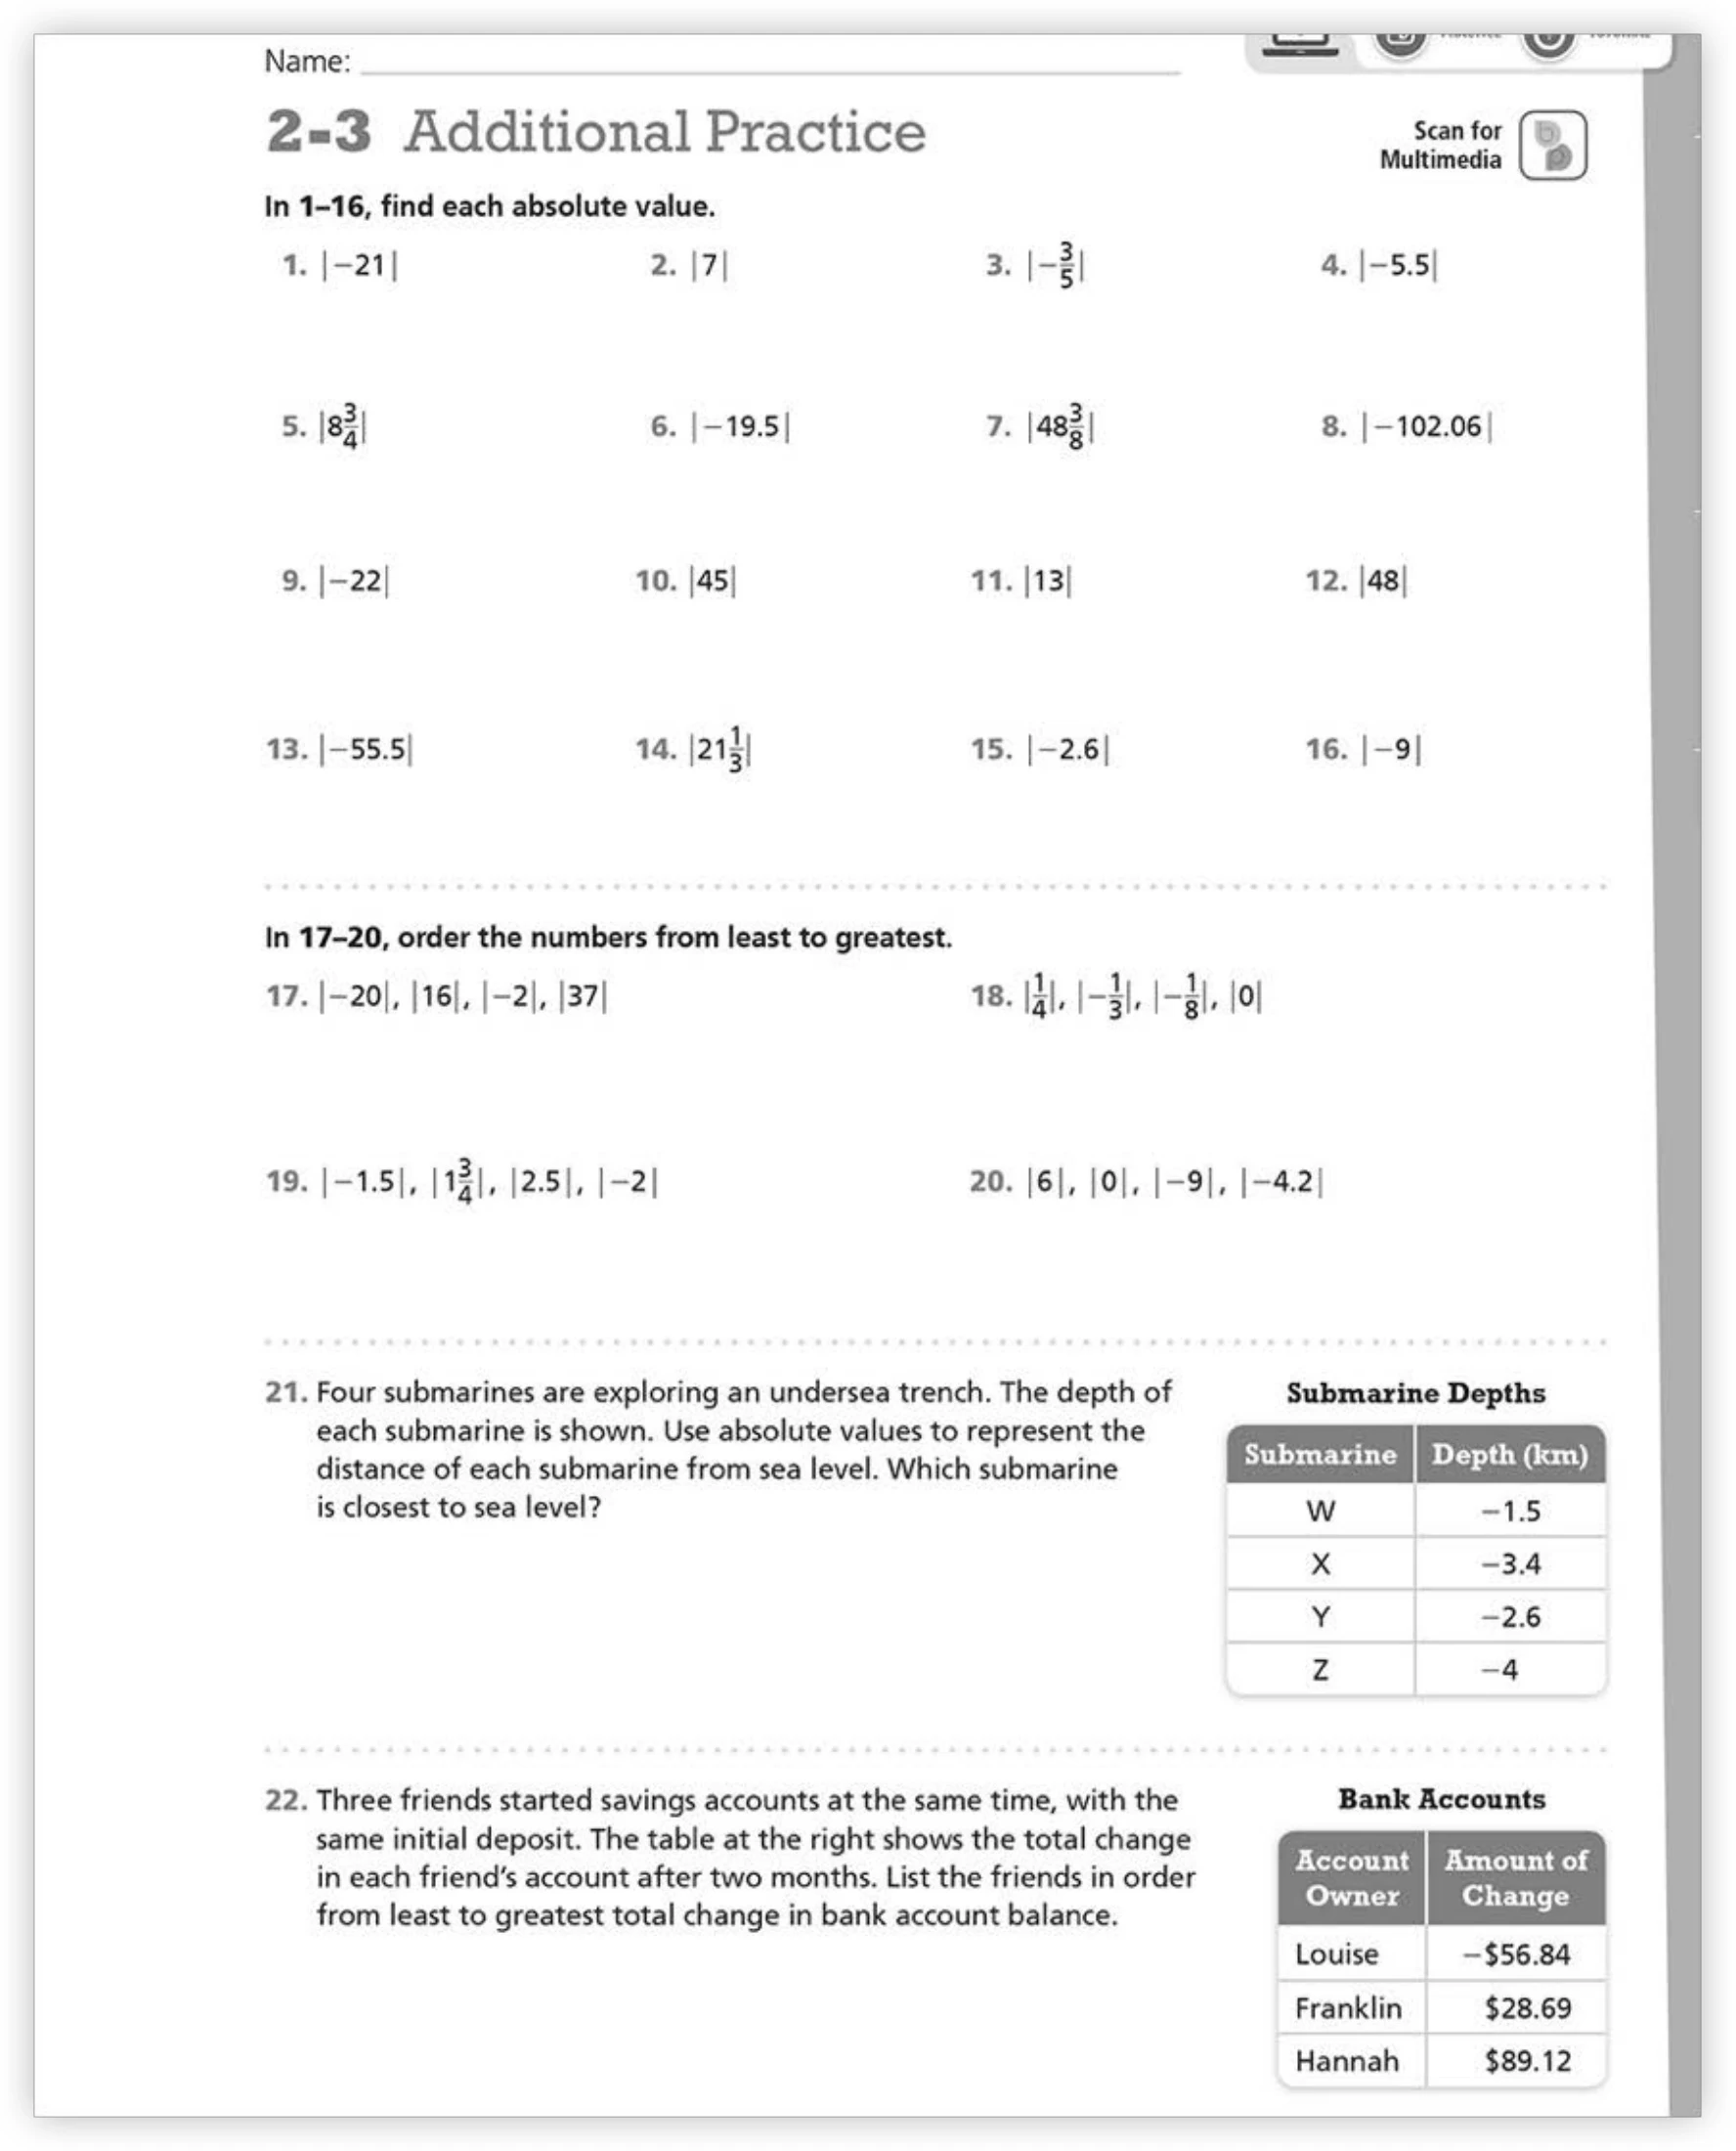 Name:
2-3 Additional Practice
Scan for
Multimedia
In 1–16, find each absolute value.
1. |−21| 2. |7| 3. |−3/5| 4. |−5.5|
5. |8 3/4| 6. |−19.5| 7. |48 3/8| 8. |−102.06|
9. |−22| 10. |45| 11. |13| 12. |48|
13. |−55.5| 14. |21 1/3| 15. |−2.6| 16. |−9|
In 17–20, order the numbers from least to greatest.
17. |−20|, |16|, |−2|, |37| 18. |1/4|, |−1/3|, |−1/8|, |0|
19. |−1.5|, |1 3/4|, |2.5|, |−2| 20. |6|, |0|, |−9|, |−4.2|
21. Four submarines are exploring an undersea trench. The depth of
each submarine is shown. Use absolute values to represent the
distance of each submarine from sea level. Which submarine
is closest to sea level?
Submarine Depths
Submarine Depth (km)
W −1.5
X −3.4
Y −2.6
Z −4
22. Three friends started savings accounts at the same time, with the
same initial deposit. The table at the right shows the total change
in each friend's account after two months. List the friends in order
from least to greatest total change in bank account balance.
Bank Accounts
Account Owner Amount of Change
Louise −$56.84
Franklin $28.69
Hannah $89.12